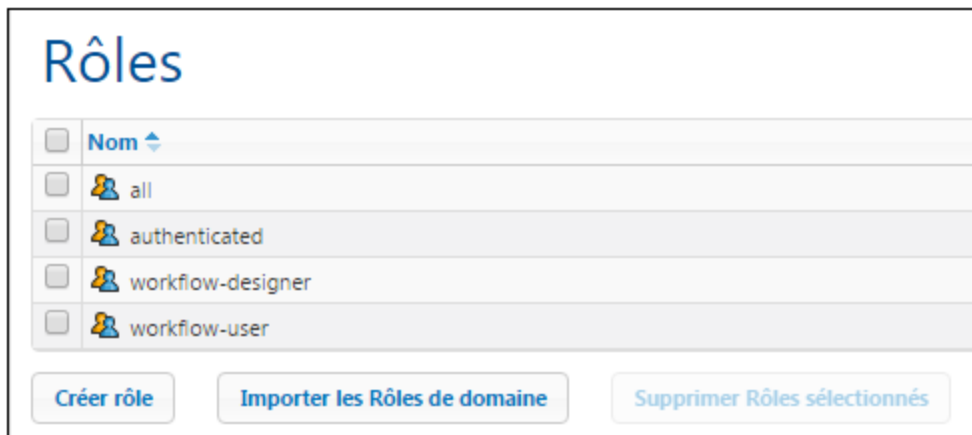 Rôles
Nom
all
authenticated
workflow-designer
workflow-user
Créer rôle Importer les Rôles de domaine Supprimer Rôles sélectionnés